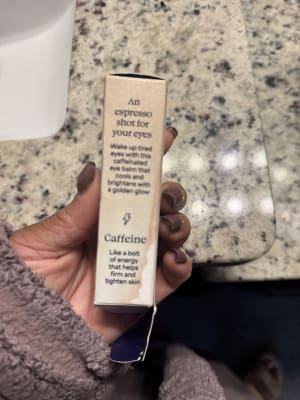 An
espresso
shot for
your eyes
Wake up tired
eyes with this
caffeinated
eye balm that
cools and
brightens with
a golden glow
Caffeine
Like a bolt
of energy
that helps
firm and
tighten skin